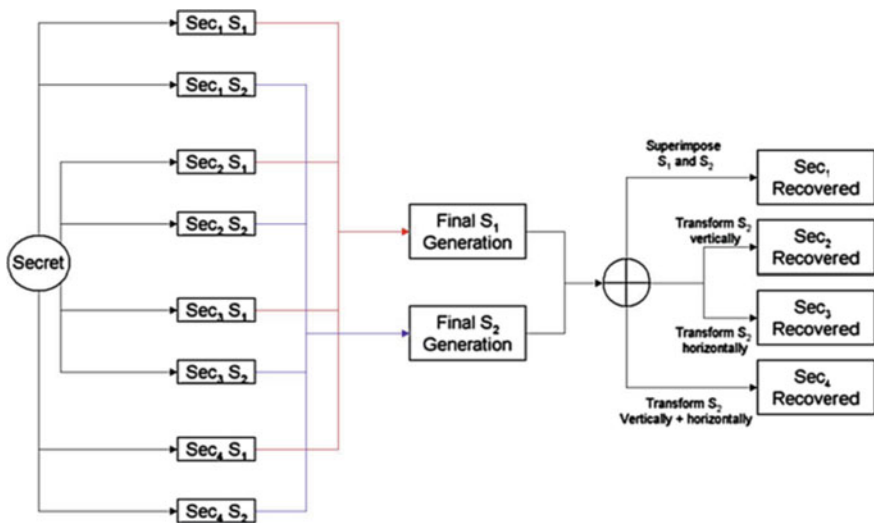 Secret
Sec₁ S₁
Sec₁ S₂
Sec₂ S₁
Sec₂ S₂
Sec₃ S₁
Sec₃ S₂
Sec₄ S₁
Sec₄ S₂
Final S₁
Generation
Final S₂
Generation
Superimpose
S₁ and S₂
Transform S₂
vertically
Transform S₂
horizontally
Transform S₂
Vertically + horizontally
Sec₁
Recovered
Sec₂
Recovered
Sec₃
Recovered
Sec₄
Recovered